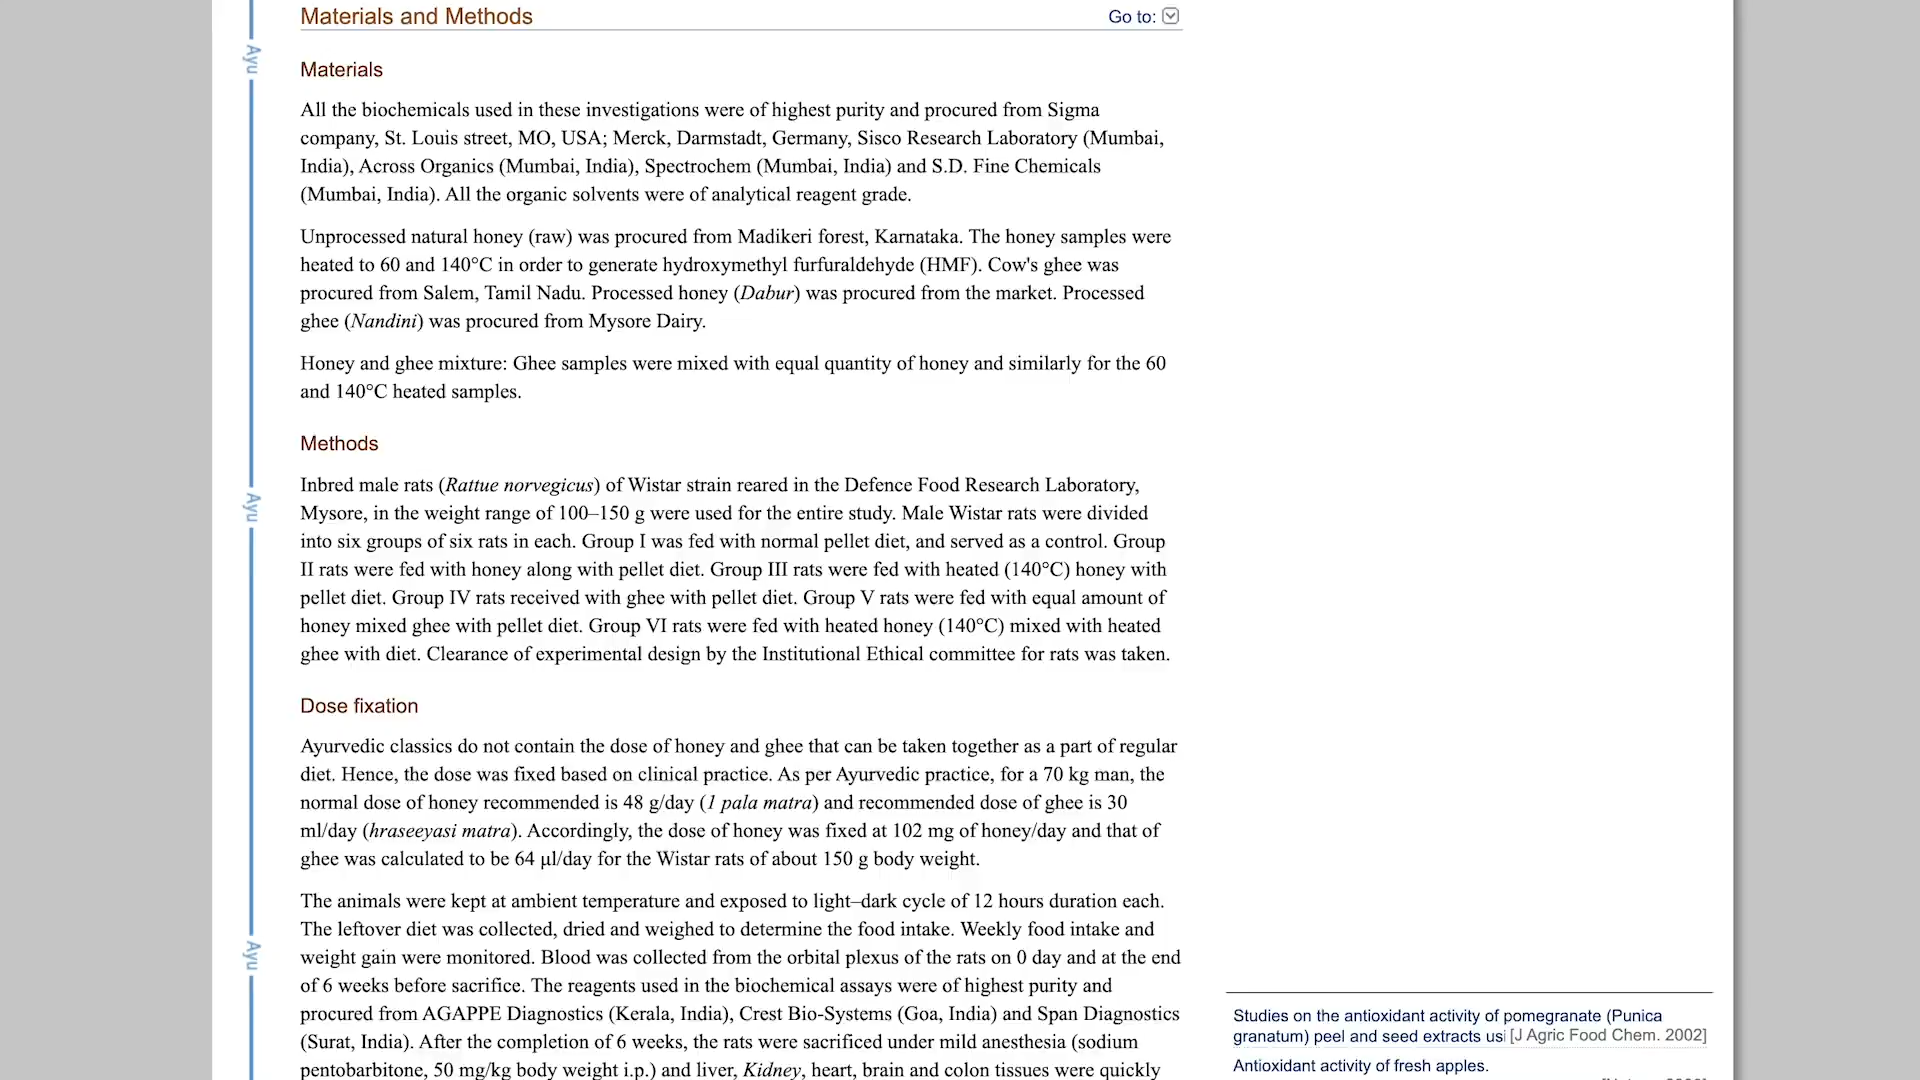 Materials and Methods
Go to:
Ayu
Materials
All the biochemicals used in these investigations were of highest purity and procured from Sigma
company, St. Louis street, MO, USA; Merck, Darmstadt, Germany, Sisco Research Laboratory (Mumbai,
India), Across Organics (Mumbai, India), Spectrochem (Mumbai, India) and S.D. Fine Chemicals
(Mumbai, India). All the organic solvents were of analytical reagent grade.
Unprocessed natural honey (raw) was procured from Madikeri forest, Karnataka. The honey samples were
heated to 60 and 140°C in order to generate hydroxymethyl furfuraldehyde (HMF). Cow's ghee was
procured from Salem, Tamil Nadu. Processed honey (Dabur) was procured from the market. Processed
ghee (Nandini) was procured from Mysore Dairy.
Honey and ghee mixture: Ghee samples were mixed with equal quantity of honey and similarly for the 60
and 140°C heated samples.
Methods
Inbred male rats (Rattue norvegicus) of Wistar strain reared in the Defence Food Research Laboratory,
Ayu
Mysore, in the weight range of 100–150 g were used for the entire study. Male Wistar rats were divided
into six groups of six rats in each. Group I was fed with normal pellet diet, and served as a control. Group
II rats were fed with honey along with pellet diet. Group III rats were fed with heated (140°C) honey with
pellet diet. Group IV rats received with ghee with pellet diet. Group V rats were fed with equal amount of
honey mixed ghee with pellet diet. Group VI rats were fed with heated honey (140°C) mixed with heated
ghee with diet. Clearance of experimental design by the Institutional Ethical committee for rats was taken.
Dose fixation
Ayurvedic classics do not contain the dose of honey and ghee that can be taken together as a part of regular
diet. Hence, the dose was fixed based on clinical practice. As per Ayurvedic practice, for a 70 kg man, the
normal dose of honey recommended is 48 g/day (1 pala matra) and recommended dose of ghee is 30
ml/day (hraseeyasi matra). Accordingly, the dose of honey was fixed at 102 mg of honey/day and that of
ghee was calculated to be 64 μl/day for the Wistar rats of about 150 g body weight.
The animals were kept at ambient temperature and exposed to light–dark cycle of 12 hours duration each.
The leftover diet was collected, dried and weighed to determine the food intake. Weekly food intake and
Ayu
weight gain were monitored. Blood was collected from the orbital plexus of the rats on 0 day and at the end
of 6 weeks before sacrifice. The reagents used in the biochemical assays were of highest purity and
procured from AGAPPE Diagnostics (Kerala, India), Crest Bio-Systems (Goa, India) and Span Diagnostics
(Surat, India). After the completion of 6 weeks, the rats were sacrificed under mild anesthesia (sodium
pentobarbitone, 50 mg/kg body weight i.p.) and liver, Kidney, heart, brain and colon tissues were quickly
Studies on the antioxidant activity of pomegranate (Punica
granatum) peel and seed extracts usi [J Agric Food Chem. 2002]
Antioxidant activity of fresh apples.